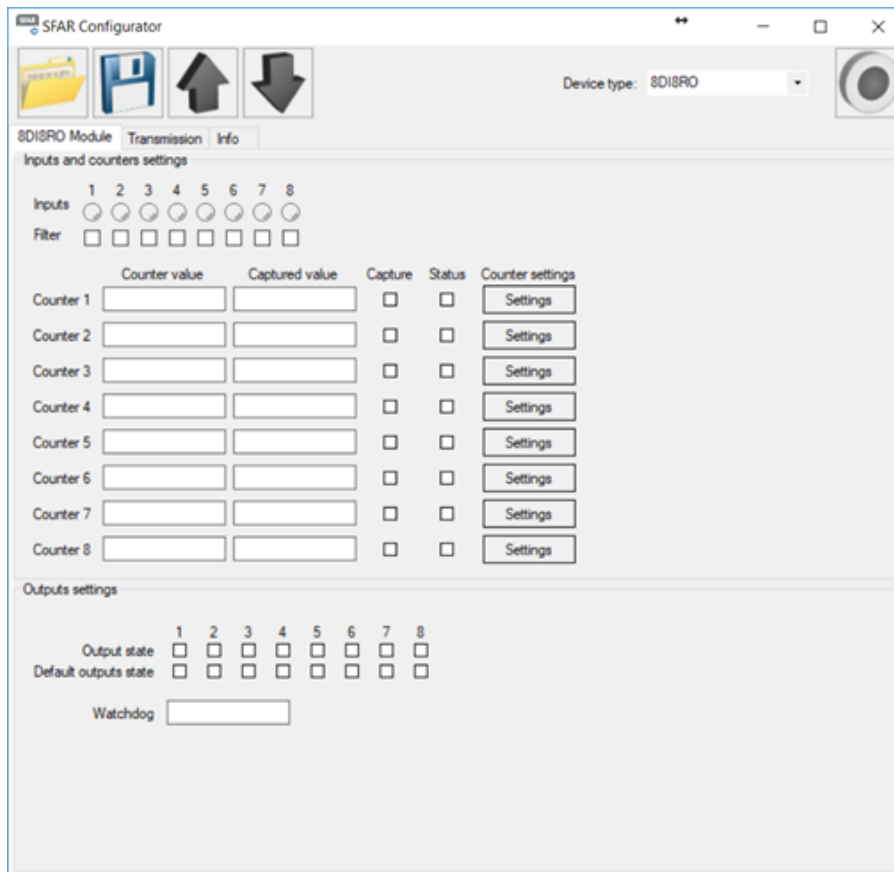 SFAR SFAR Configurator
Device type: 8DI8RO
8DI8RO Module Transmission Info
Inputs and counters settings
1 2 3 4 5 6 7 8
Inputs
Filter
Counter value Captured value Capture Status Counter settings
Counter 1 Settings
Counter 2 Settings
Counter 3 Settings
Counter 4 Settings
Counter 5 Settings
Counter 6 Settings
Counter 7 Settings
Counter 8 Settings
Outputs settings
1 2 3 4 5 6 7 8
Output state
Default outputs state
Watchdog